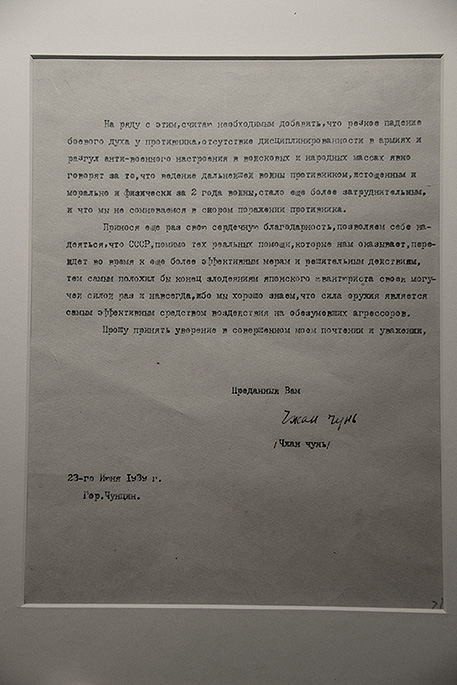 На ряду с этим,считаю необходимым добавить,что резкое падение
боевого духа у противника,отсутствие дисциплинированности в армиях и
разгул анти-военного настроения в войсковых и народных массах явно
говорят за то,что ведение дальнейшей войны противником,истощенным и
морально и физически за 2 года войны,стало еще более затруднительным,
и что мы не сомневаемся в скором поражении противника.
Принося еще раз свою сердечную благодарность,позволяем себе на-
деяться,что СССР,помимо тех реальных помощи,которые нам оказывает,пере-
йдет во время к еще более эффективным мерам и решительным действиям,
тем самым положил бы конец злодеяниям японского авантюриста своей могу-
чей силой раз и навсегда,ибо мы хорошо знаем,что сила оружия является
самым эффективным средством воздействия на обезумевших агрессоров.
Прошу принять уверение в совершенном моем почтении и уважении,
Преданный Вам
Чжан чунь
/Чжан чунь/
23-го Июня 1939 г.
Гор.Чунцин.